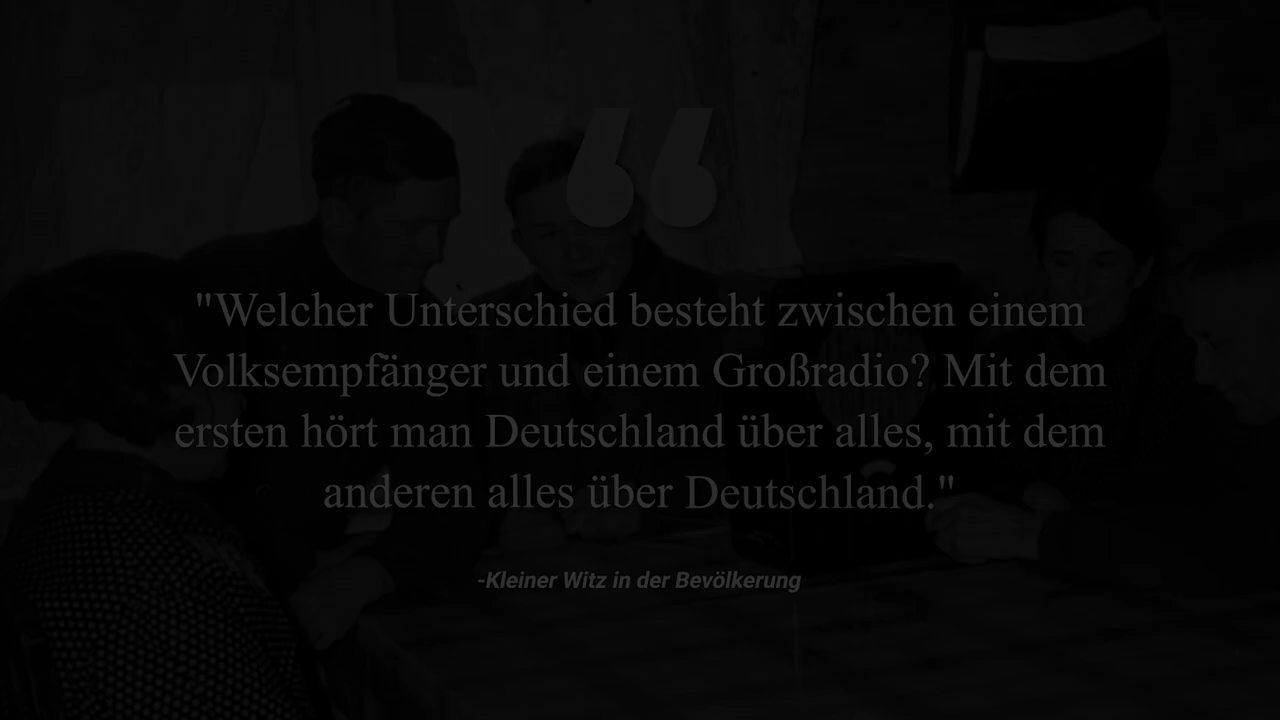 "Welcher Unterschied besteht zwischen einem
Volksempfänger und einem Großradio? Mit dem
ersten hört man Deutschland über alles, mit dem
anderen alles über Deutschland."
-Kleiner Witz in der Bevölkerung